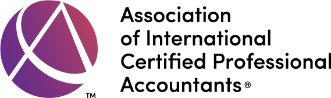 Association
of International
Certified Professional
Accountants®
TM